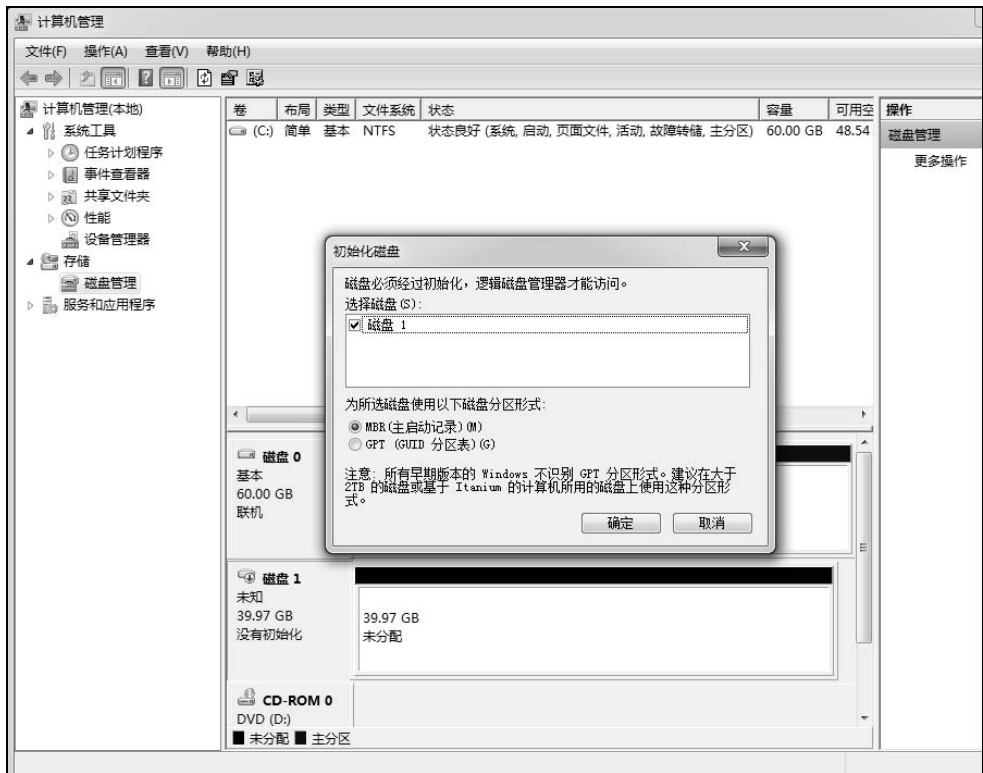 计算机管理
文件(F) 操作(A) 查看(V) 帮助(H)
计算机管理(本地)
系统工具
任务计划程序
事件查看器
共享文件夹
性能
设备管理器
存储
磁盘管理
服务和应用程序
卷 布局 类型 文件系统 状态 容量 可用空
(C:) 简单 基本 NTFS 状态良好 (系统, 启动, 页面文件, 活动, 故障转储, 主分区) 60.00 GB 48.54
操作
磁盘管理
更多操作
初始化磁盘
磁盘必须经过初始化，逻辑磁盘管理器才能访问。
选择磁盘(S):
磁盘 1
为所选磁盘使用以下磁盘分区形式:
MBR(主启动记录)(M)
GPT (GUID 分区表)(G)
注意: 所有早期版本的 Windows 不识别 GPT 分区形式。建议在大于
2TB 的磁盘或基于 Itanium 的计算机所用的磁盘上使用这种分区形
式。
确定 取消
磁盘 0
基本
60.00 GB
联机
磁盘 1
未知
39.97 GB
没有初始化
39.97 GB
未分配
CD-ROM 0
DVD (D:)
未分配 主分区